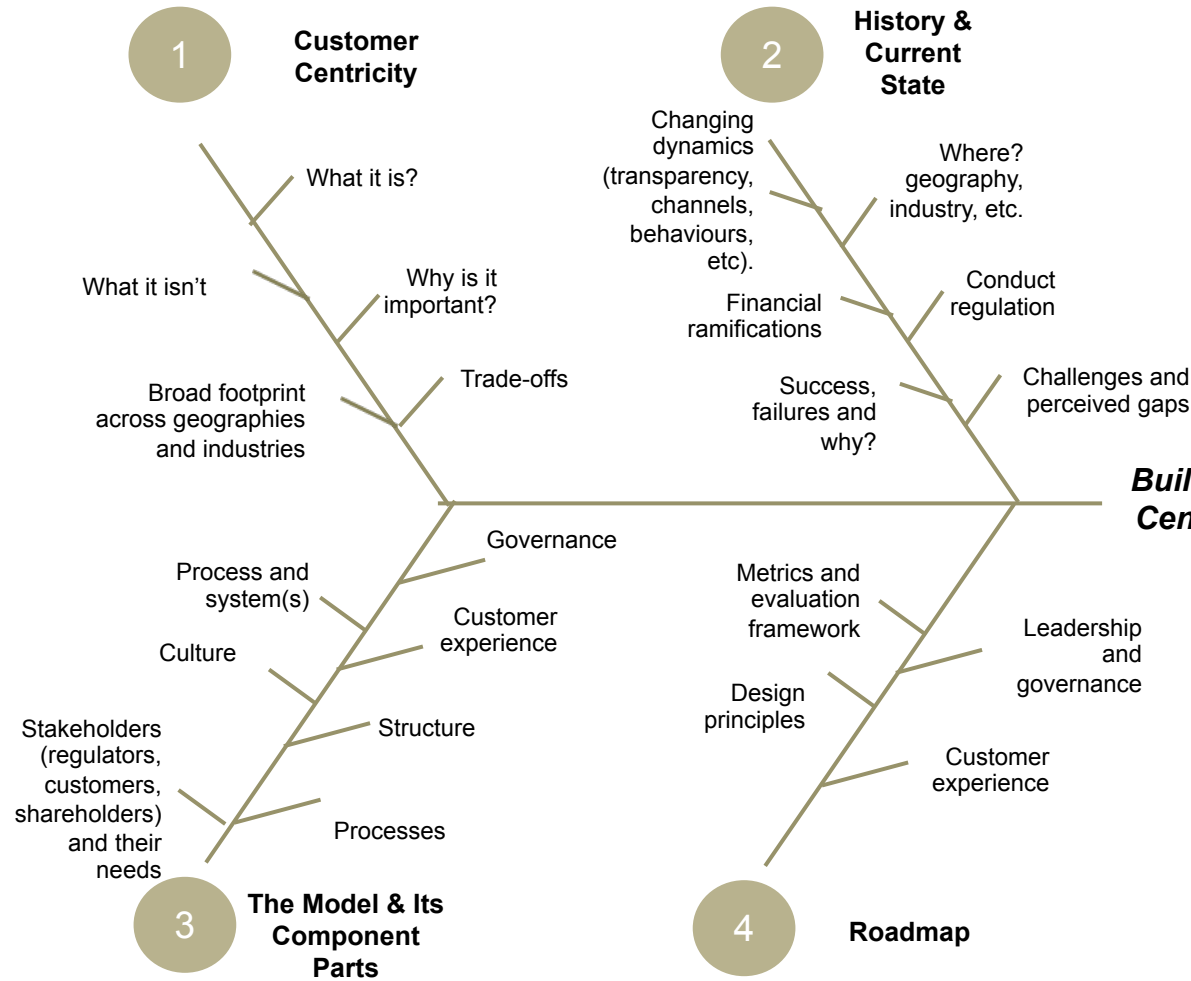 1
Customer
Centricity
What it is?
What it isn't
Why is it
important?
Broad footprint
across geographies
and industries
Trade-offs
2
History &
Current
State
Changing
dynamics
(transparency,
channels,
behaviours,
etc).
Where?
geography,
industry, etc.
Financial
ramifications
Conduct
regulation
Success,
failures and
why?
Challenges and
perceived gaps
Governance
Process and
system(s)
Customer
experience
Culture
Structure
Stakeholders
(regulators,
customers,
shareholders)
and their
needs
Processes
3
The Model & Its
Component
Parts
Metrics and
evaluation
framework
Leadership
and
governance
Design
principles
Customer
experience
4
Roadmap